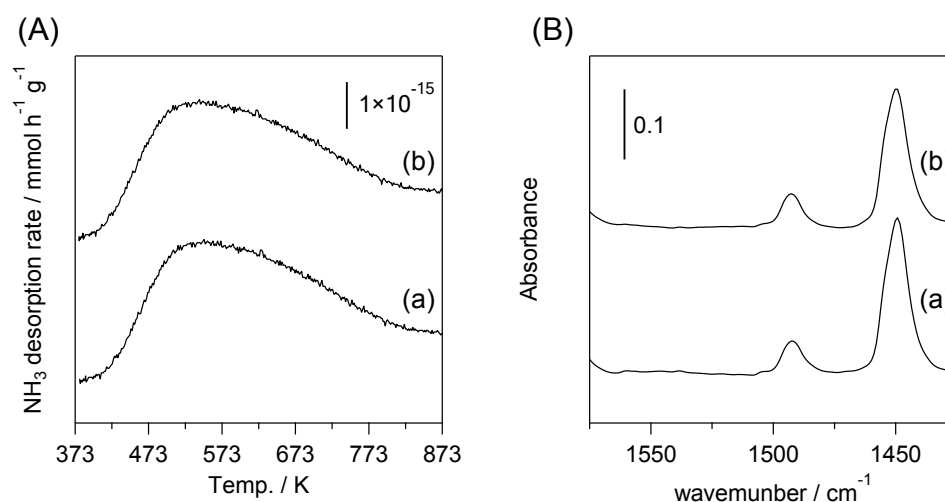 (A)
NH₃ desorption rate / mmol h⁻¹ g⁻¹
1×10⁻¹⁵
(b)
(a)
373 473 573 673 773 873
Temp. / K
(B)
Absorbance
0.1
(b
(a
1550 1500 1450
wavemunber / cm⁻¹